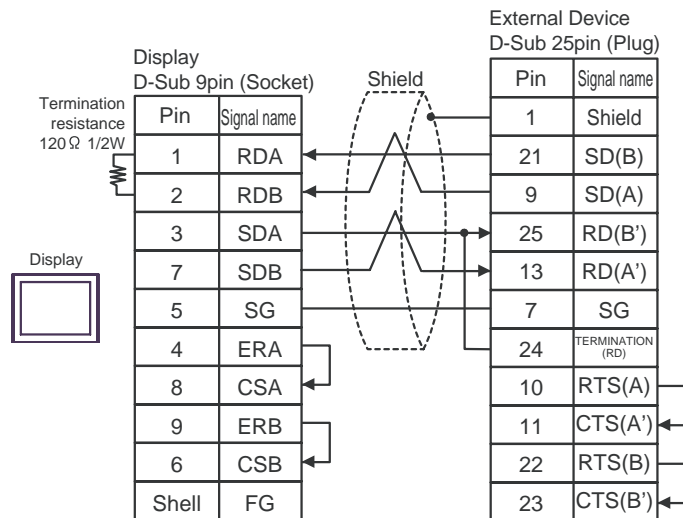 External Device
D-Sub 25pin (Plug)
Display
D-Sub 9pin (Socket)
Shield
Termination
resistance
120Ω 1/2W
Display
Pin Signal name
1 RDA
2 RDB
3 SDA
7 SDB
5 SG
4 ERA
8 CSA
9 ERB
6 CSB
Shell FG
Pin Signal name
1 Shield
21 SD(B)
9 SD(A)
25 RD(B’)
13 RD(A’)
7 SG
24 TERMINATION
(RD)
10 RTS(A)
11 CTS(A’)
22 RTS(B)
23 CTS(B’)